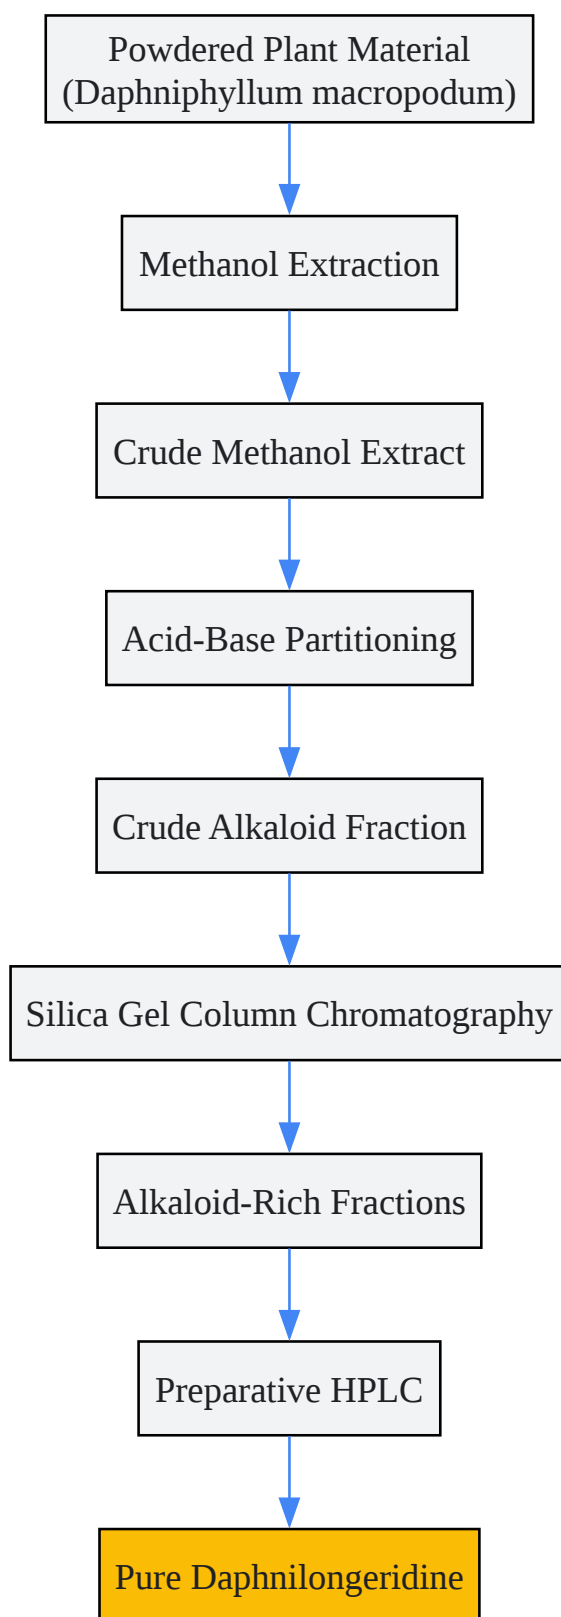 Powdered Plant Material
(Daphniphyllum macropodum)
Methanol Extraction
Crude Methanol Extract
Acid-Base Partitioning
Crude Alkaloid Fraction
Silica Gel Column Chromatography
Alkaloid-Rich Fractions
Preparative HPLC
Pure Daphnilongeridine